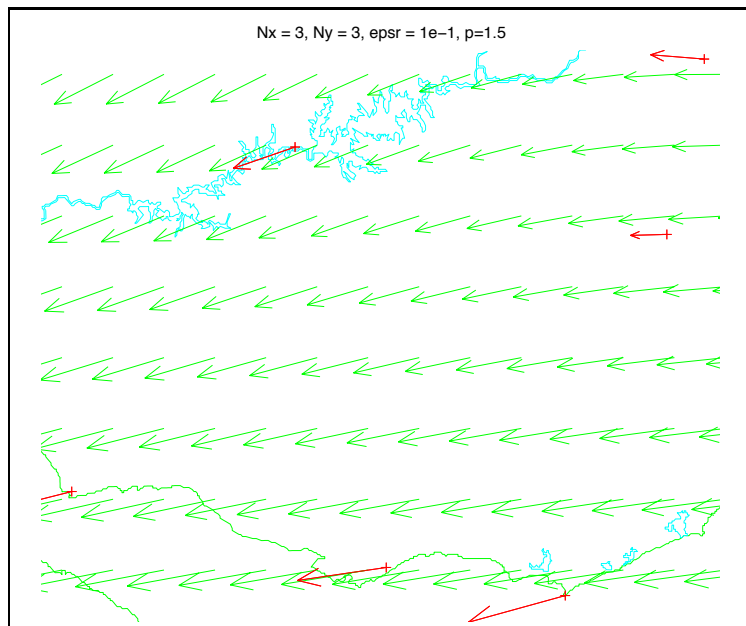 Nx = 3, Ny = 3, epsr = 1e−1, p=1.5